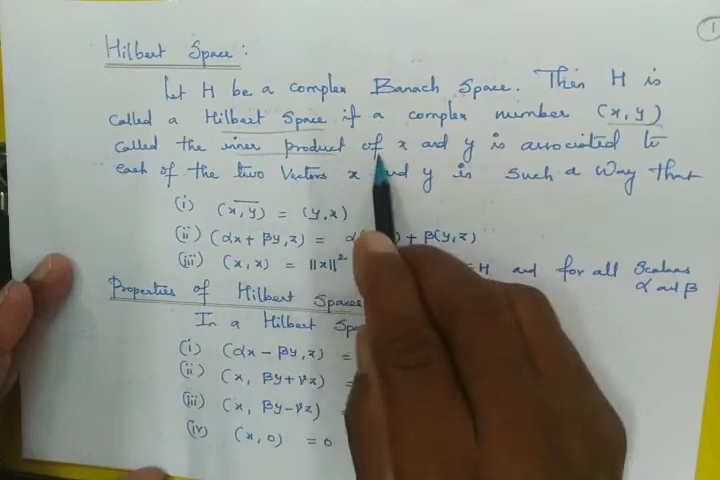 1
Hilbert Space:
Let H be a complex Banach Space. Then H is
called a Hilbert Space if a complex number (x, y)
called the inner product of x and y is associated to
each of the two Vectors x and y in such a way that
(i) (x̅,̅ ̅y̅) = (y, x)
(ii) (αx + βy, z) = α( ) + β(y, z)
(iii) (x, x) = ||x||² H and for all Scalars
α and β
Properties of Hilbert Spaces
In a Hilbert Spa
(i) (αx - βy, z) =
(ii) (x, βy + γz) =
(iii) (x, βy - γz) =
(iv) (x, 0) = 0